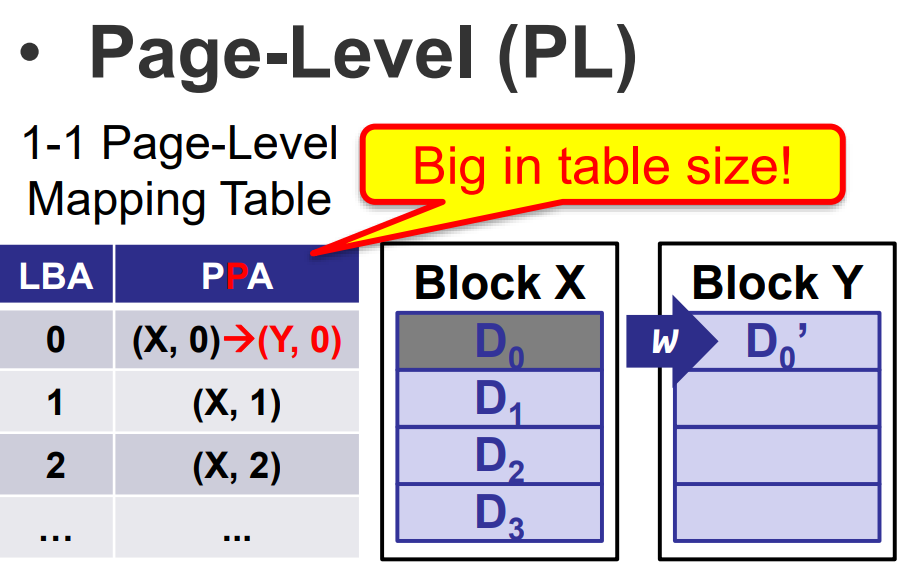 • Page-Level (PL)
1-1 Page-Level
Mapping Table
Big in table size!
LBA PPA
0 (X, 0)→(Y, 0)
1 (X, 1)
2 (X, 2)
... ...
Block X
D₀
D₁
D₂
D₃
W
Block Y
D₀’